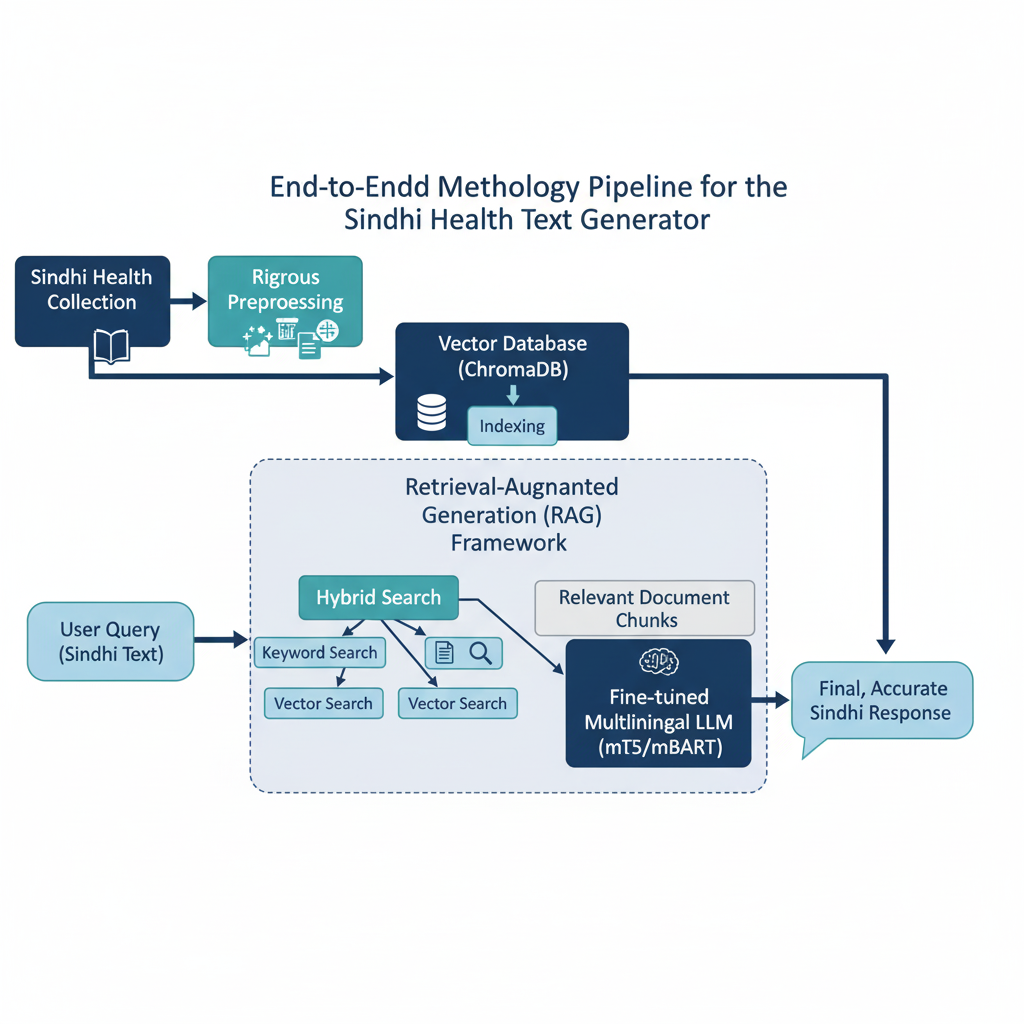 End-to-Endd Methology Pipeline for the
Sindhi Health Text Generator
Sindhi Health
Collection
Rigrous
Preproessing
Vector Database
(ChromaDB)
Indexing
Retrieval-Augnanted
Generation (RAG)
Framework
Hybrid Search
Keyword Search
Vector Search
Vector Search
Relevant Document
Chunks
Fine-tuned
Multliningal LLM
(mT5/mBART)
User Query
(Sindhi Text)
Final, Accurate
Sindhi Response